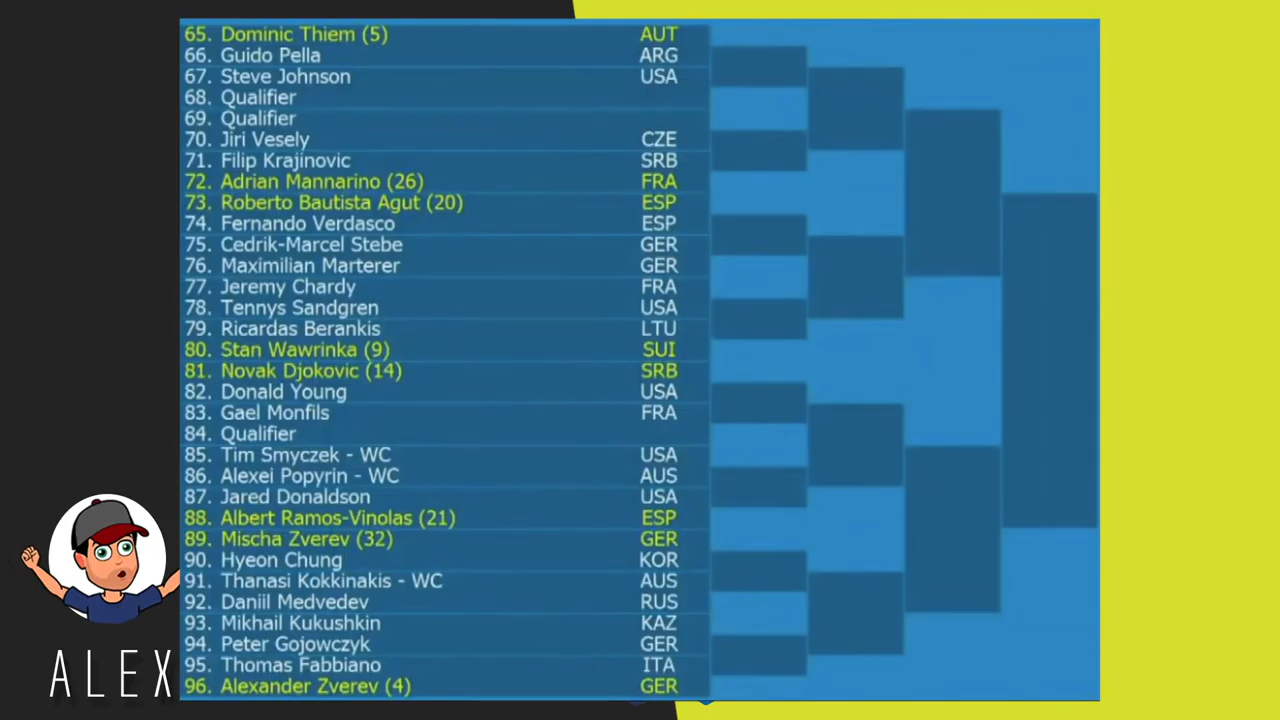 65. Dominic Thiem (5) AUT
66. Guido Pella ARG
67. Steve Johnson USA
68. Qualifier
69. Qualifier
70. Jiri Vesely CZE
71. Filip Krajinovic SRB
72. Adrian Mannarino (26) FRA
73. Roberto Bautista Agut (20) ESP
74. Fernando Verdasco ESP
75. Cedrik-Marcel Stebe GER
76. Maximilian Marterer GER
77. Jeremy Chardy FRA
78. Tennys Sandgren USA
79. Ricardas Berankis LTU
80. Stan Wawrinka (9) SUI
81. Novak Djokovic (14) SRB
82. Donald Young USA
83. Gael Monfils FRA
84. Qualifier
85. Tim Smyczek - WC USA
86. Alexei Popyrin - WC AUS
87. Jared Donaldson USA
88. Albert Ramos-Vinolas (21) ESP
89. Mischa Zverev (32) GER
90. Hyeon Chung KOR
91. Thanasi Kokkinakis - WC AUS
92. Daniil Medvedev RUS
93. Mikhail Kukushkin KAZ
94. Peter Gojowczyk GER
95. Thomas Fabbiano ITA
96. Alexander Zverev (4) GER
ALEX